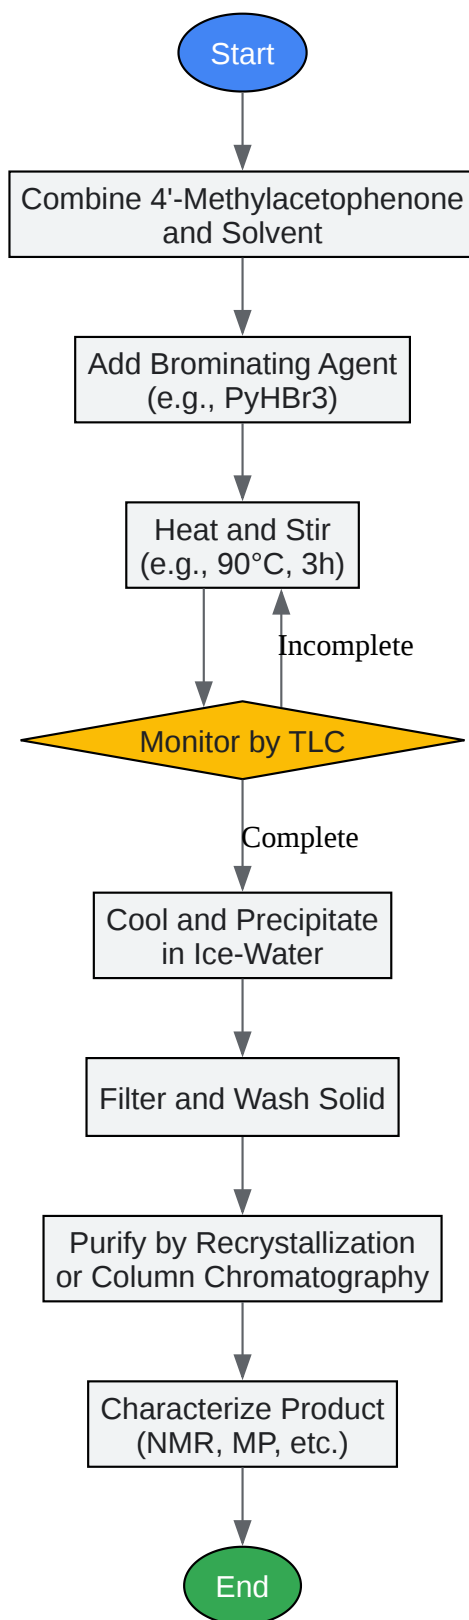 Start
Combine 4'-Methylacetophenone
and Solvent
Add Brominating Agent
(e.g., PyHBr3)
Heat and Stir
(e.g., 90°C, 3h)
Incomplete
Monitor by TLC
Complete
Cool and Precipitate
in Ice-Water
Filter and Wash Solid
Purify by Recrystallization
or Column Chromatography
Characterize Product
(NMR, MP, etc.)
End